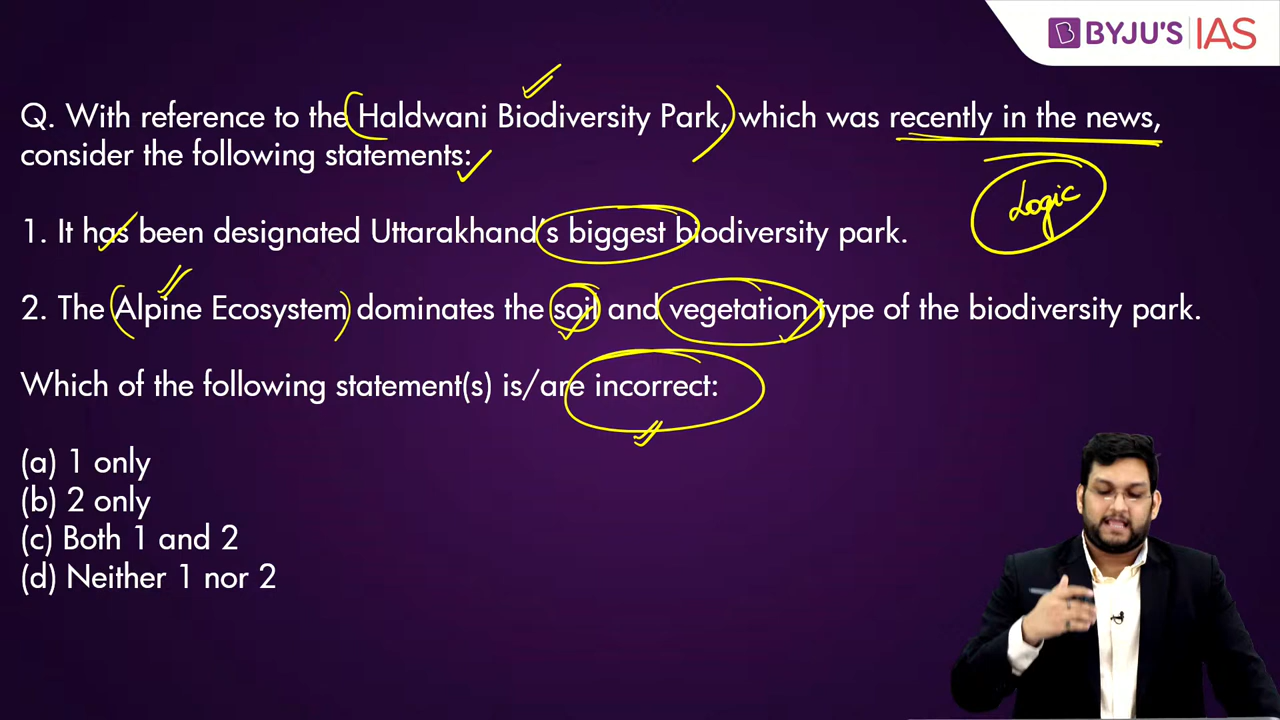 BYJU'S IAS
Q. With reference to the Haldwani Biodiversity Park, which was recently in the news,
consider the following statements:
Logic
1. It has been designated Uttarakhand's biggest biodiversity park.
2. The Alpine Ecosystem dominates the soil and vegetation type of the biodiversity park.
Which of the following statement(s) is/are incorrect:
(a) 1 only
(b) 2 only
(c) Both 1 and 2
(d) Neither 1 nor 2